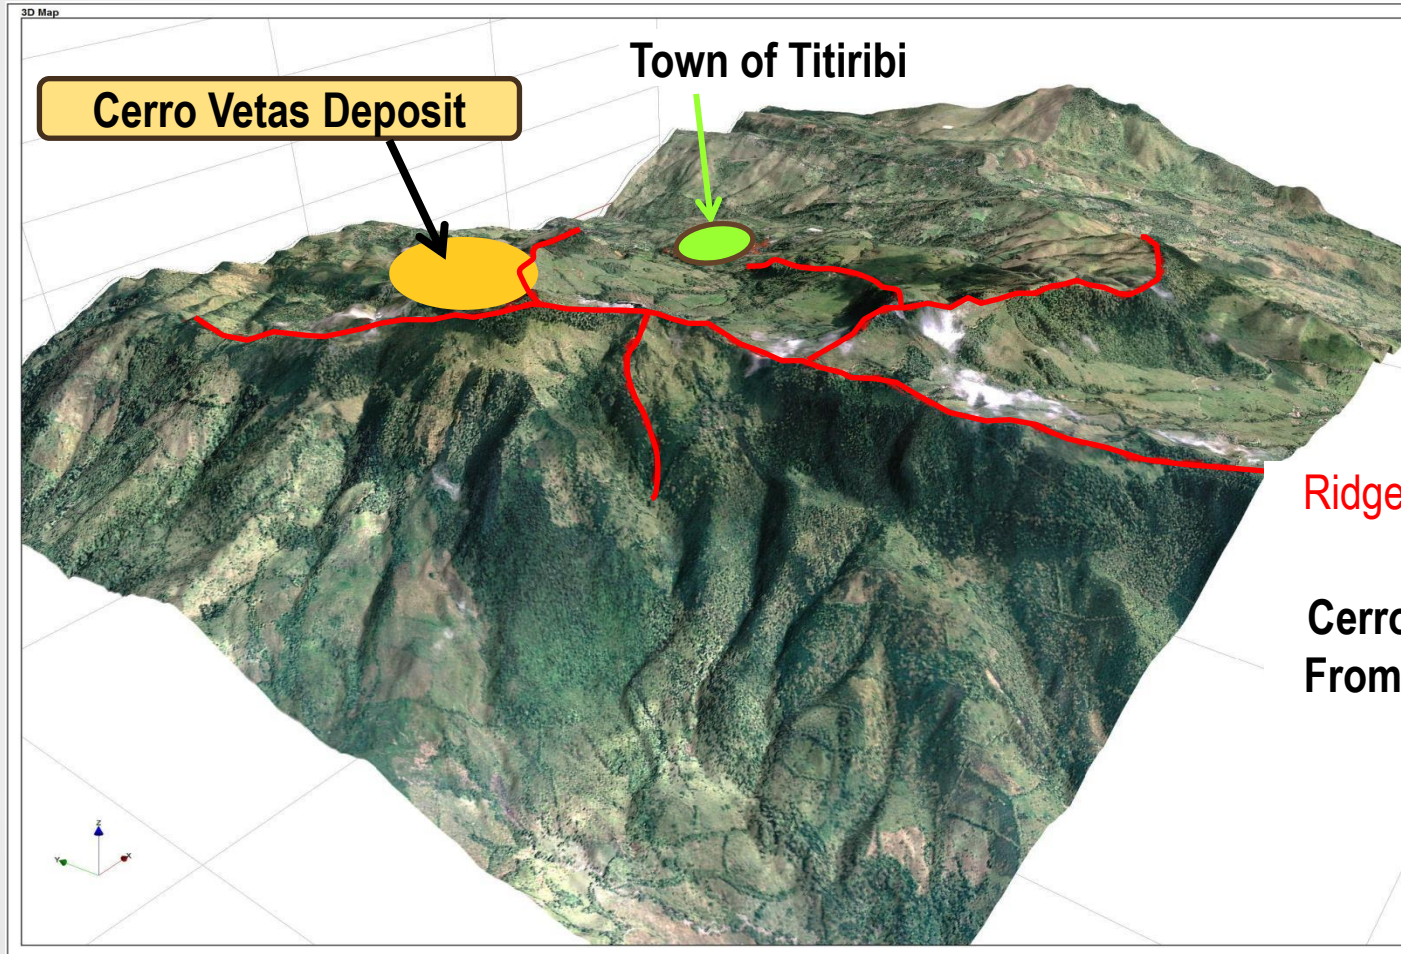 3D Map
Town of Titiribi
Cerro Vetas Deposit
Ridge
Cerro
From
Z
Y
X